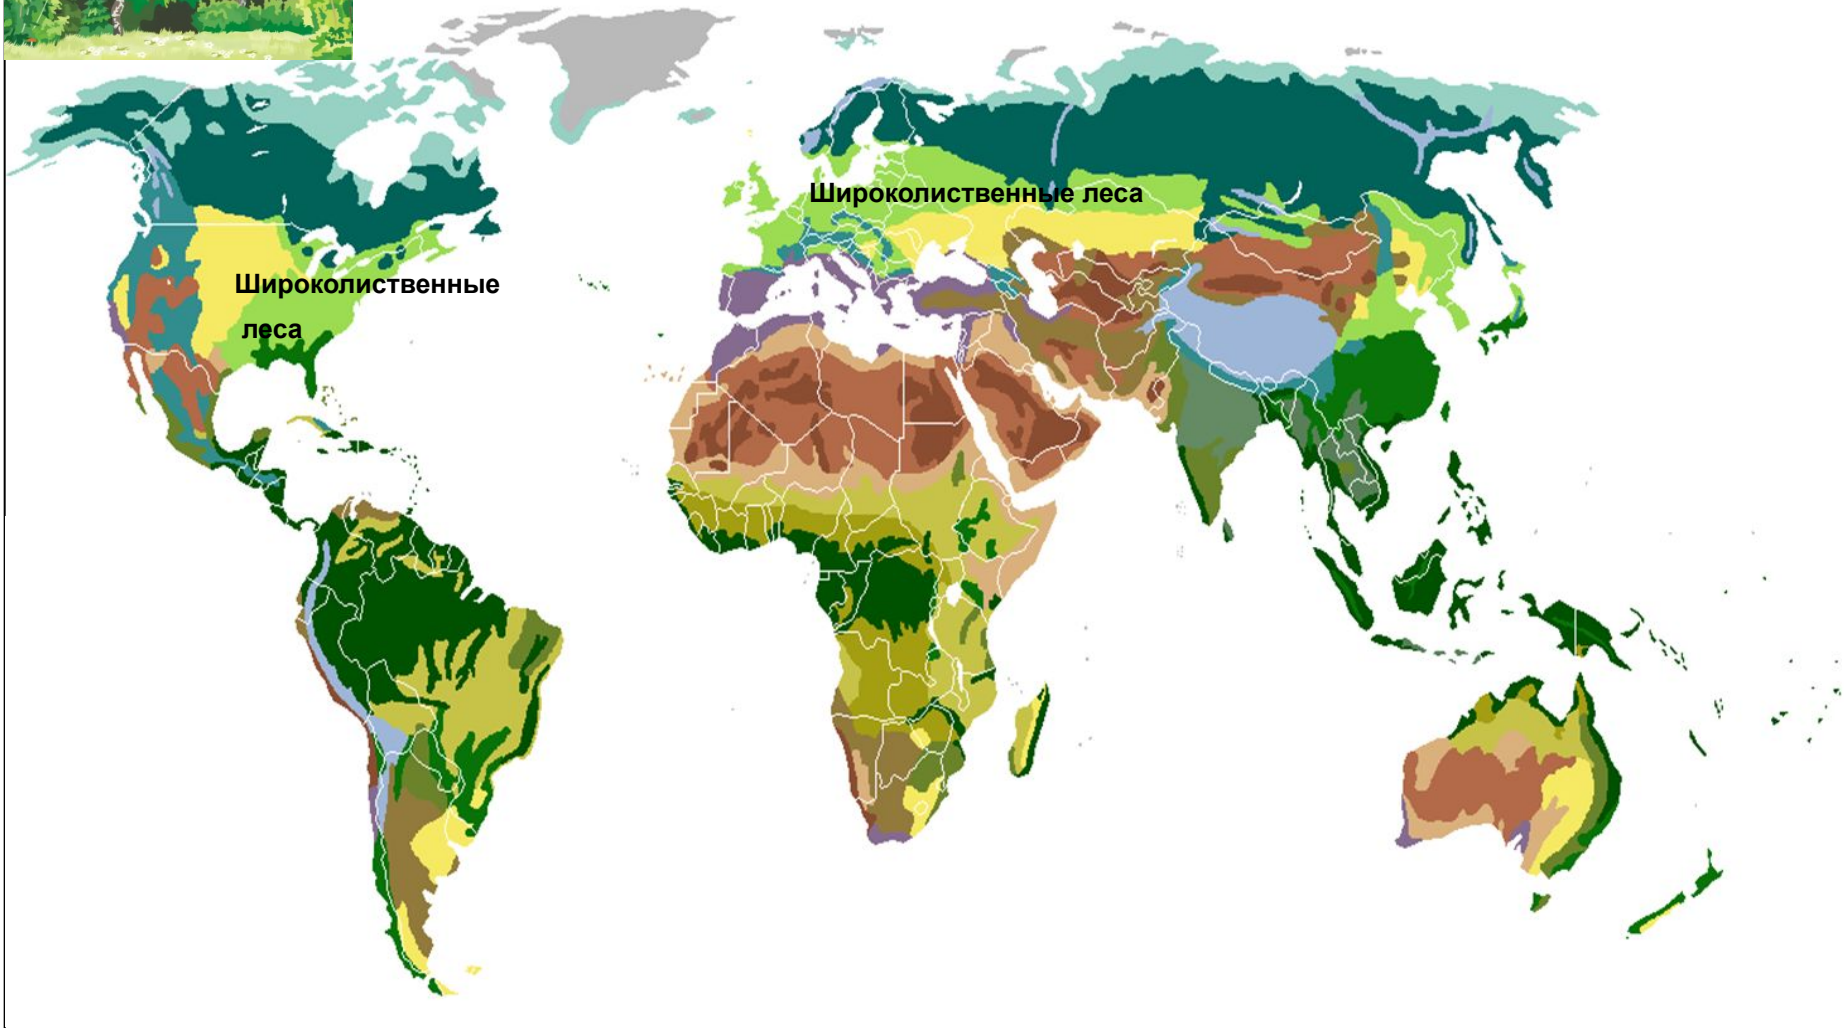 Широколиственные леса
Широколиственные
леса